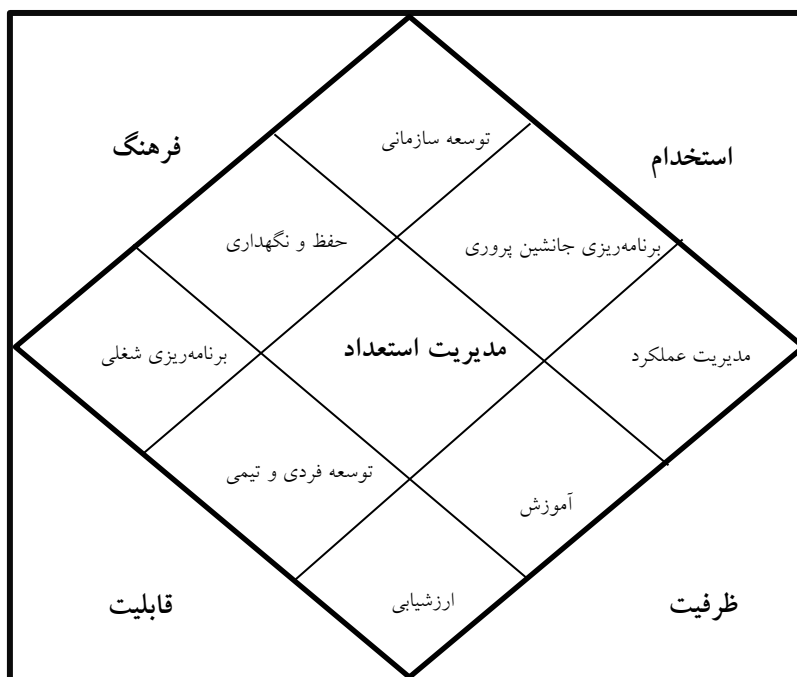 توسعه سازمانی
استخدام
فرهنگ
برنامه‌ریزی جانشین پروری
حفظ و نگهداری
مدیریت عملکرد
مدیریت استعداد
برنامه‌ریزی شغلی
آموزش
توسعه فردی و تیمی
ظرفیت
ارزشیابی
قابلیت